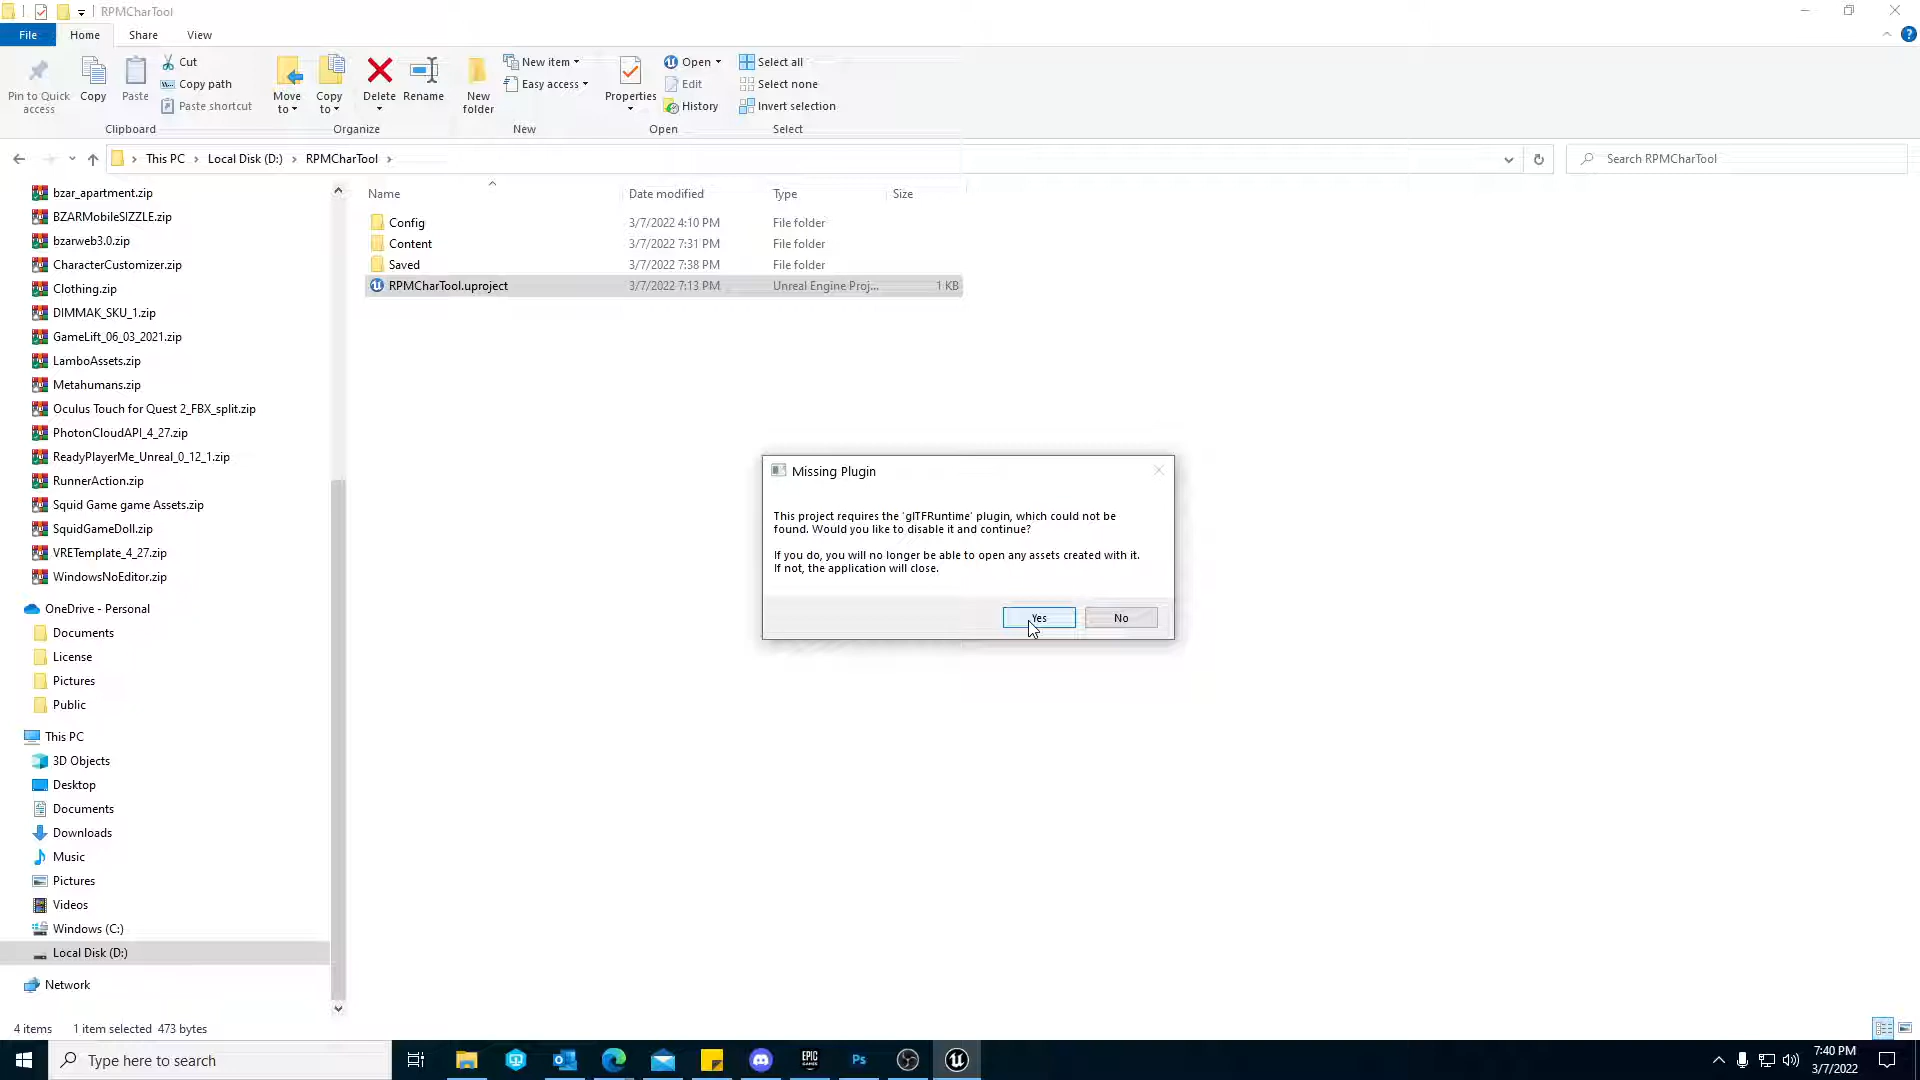 RPMCharTool
File
Home
Share
View
Pin to Quick access
Copy
Paste
Cut
Copy path
Paste shortcut
Clipboard
Move to
Copy to
Delete
Rename
Organize
New folder
New item
Easy access
New
Properties
Open
Edit
History
Open
Select all
Select none
Invert selection
Select
This PC
Local Disk (D:)
RPMCharTool
Search RPMCharTool
bzar_apartment.zip
BZARMobileSIZZLE.zip
bzarweb3.0.zip
CharacterCustomizer.zip
Clothing.zip
DIMMAK_SKU_1.zip
GameLift_06_03_2021.zip
LamboAssets.zip
Metahumans.zip
Oculus Touch for Quest 2_FBX_split.zip
PhotonCloudAPI_4_27.zip
ReadyPlayerMe_Unreal_0_12_1.zip
RunnerAction.zip
Squid Game game Assets.zip
SquidGameDoll.zip
VRETemplate_4_27.zip
WindowsNoEditor.zip
OneDrive - Personal
Documents
License
Pictures
Public
This PC
3D Objects
Desktop
Documents
Downloads
Music
Pictures
Videos
Windows (C:)
Local Disk (D:)
Network
Name Date modified Type Size
Config 3/7/2022 4:10 PM File folder
Content 3/7/2022 7:31 PM File folder
Saved 3/7/2022 7:38 PM File folder
RPMCharTool.uproject 3/7/2022 7:13 PM Unreal Engine Proj... 1 KB
Missing Plugin
This project requires the 'glTFRuntime' plugin, which could not be
found. Would you like to disable it and continue?
If you do, you will no longer be able to open any assets created with it.
If not, the application will close.
Yes
No
4 items 1 item selected 473 bytes
Type here to search
EPIC
GAMES
Ps
7:40 PM
3/7/2022